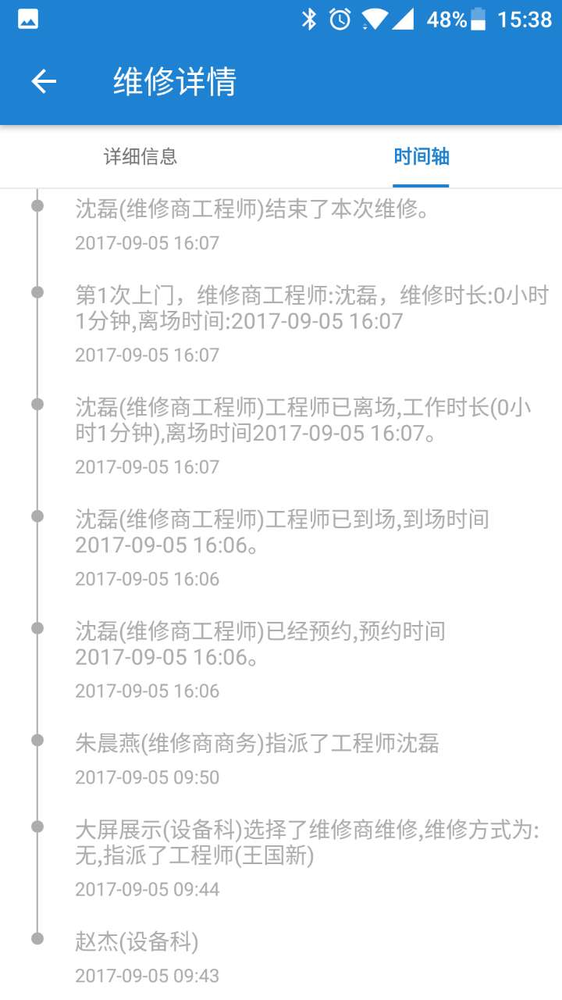 48% 15:38
维修详情
详细信息 时间轴
沈磊(维修商工程师)结束了本次维修。
2017-09-05 16:07
第1次上门，维修商工程师:沈磊，维修时长:0小时
1分钟,离场时间:2017-09-05 16:07
2017-09-05 16:07
沈磊(维修商工程师)工程师已离场,工作时长(0小
时1分钟),离场时间2017-09-05 16:07。
2017-09-05 16:07
沈磊(维修商工程师)工程师已到场,到场时间
2017-09-05 16:06。
2017-09-05 16:06
沈磊(维修商工程师)已经预约,预约时间
2017-09-05 16:06。
2017-09-05 16:06
朱晨燕(维修商商务)指派了工程师沈磊
2017-09-05 09:50
大屏展示(设备科)选择了维修商维修,维修方式为:
无,指派了工程师(王国新)
2017-09-05 09:44
赵杰(设备科)
2017-09-05 09:43